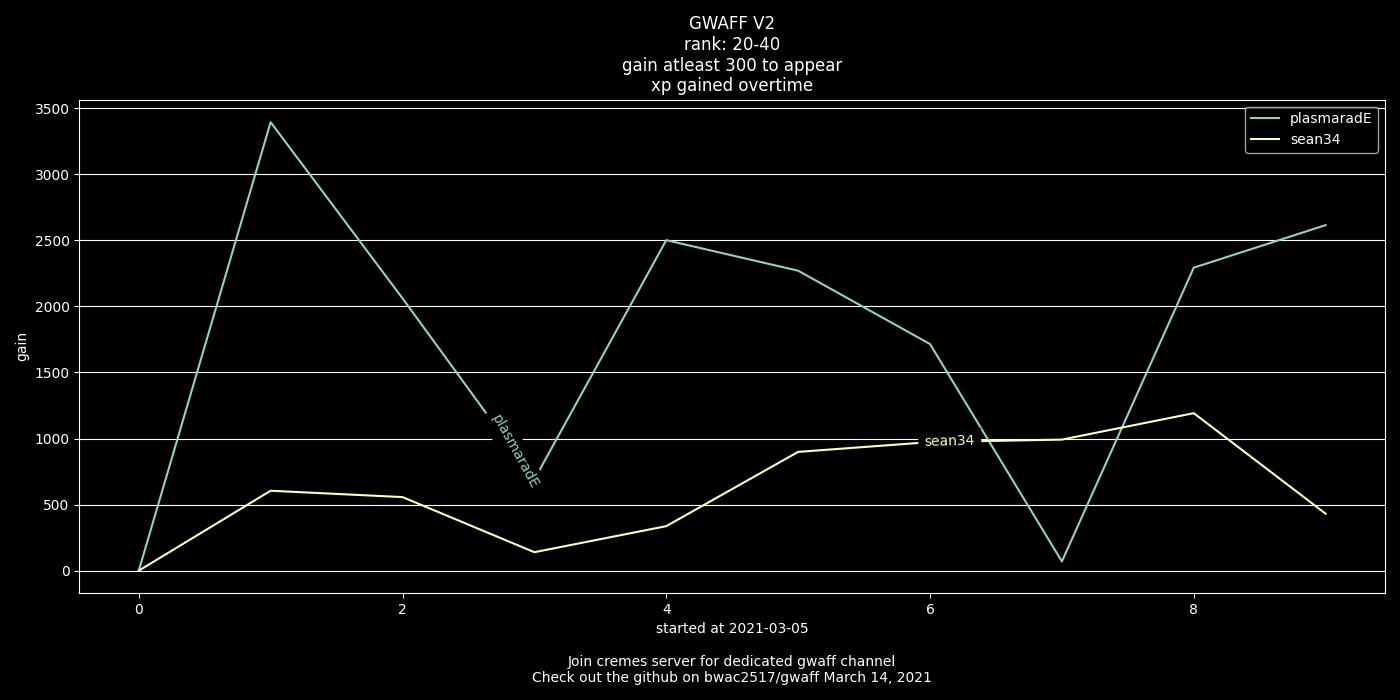 GWAFF V2
rank: 20-40
gain atleast 300 to appear
xp gained overtime
3500
3000
2500
2000
1500
1000
500
0
gain
plasmaradE
sean34
plasmaradE
sean34
0
2
4
6
8
started at 2021-03-05
Join cremes server for dedicated gwaff channel
Check out the github on bwac2517/gwaff March 14, 2021